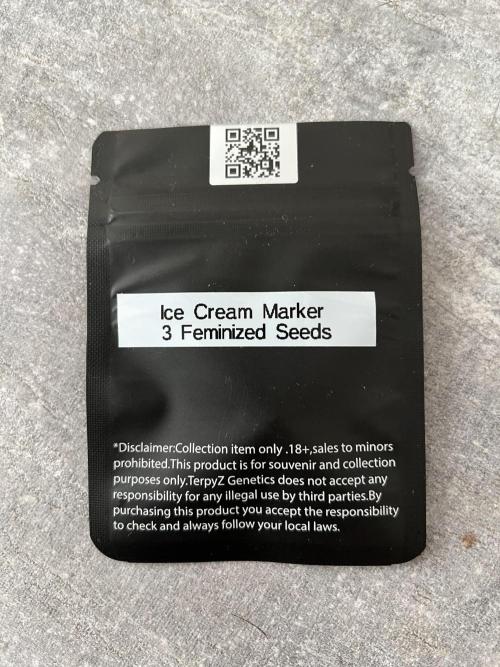 Ice Cream Marker
3 Feminized Seeds
*Disclaimer:Collection item only .18+,sales to minors
prohibited.This product is for souvenir and collection
purposes only.TerpyZ Genetics does not accept any
responsibility for any illegal use by third parties.By
purchasing this product you accept the responsibility
to check and always follow your local laws.